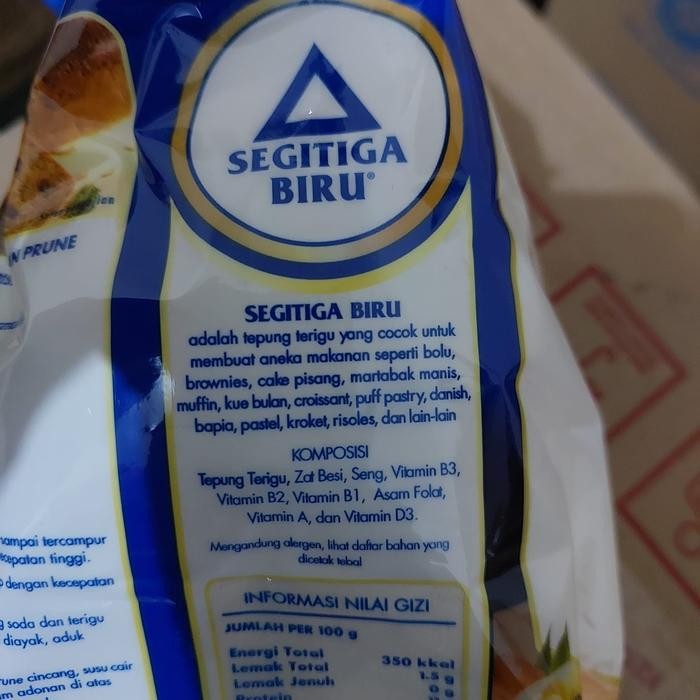 SEGITIGA
BIRU®
N PRUNE
SEGITIGA BIRU
adalah tepung terigu yang cocok untuk
membuat aneka makanan seperti bolu,
brownies, cake pisang, martabak manis,
muffin, kue bulan, croissant, puff pastry, danish,
bapia, pastel, kroket, risoles, dan lain-lain
KOMPOSISI
Tepung Terigu, Zat Besi, Seng, Vitamin B3,
Vitamin B2, Vitamin B1, Asam Folat,
Vitamin A, dan Vitamin D3.
Mengandung alergen, lihat daftar bahan yang
dicetak tebal
INFORMASI NILAI GIZI
JUMLAH PER 100 g
Energi Total 350 kkal
Lemak Total 1.5 g
Lemak Jenuh 0 g
Protein
sampai tercampur
kecepatan tinggi.
dengan kecepatan
soda dan terigu
diayak, aduk
une cincang, susu cair
m adonan di atas